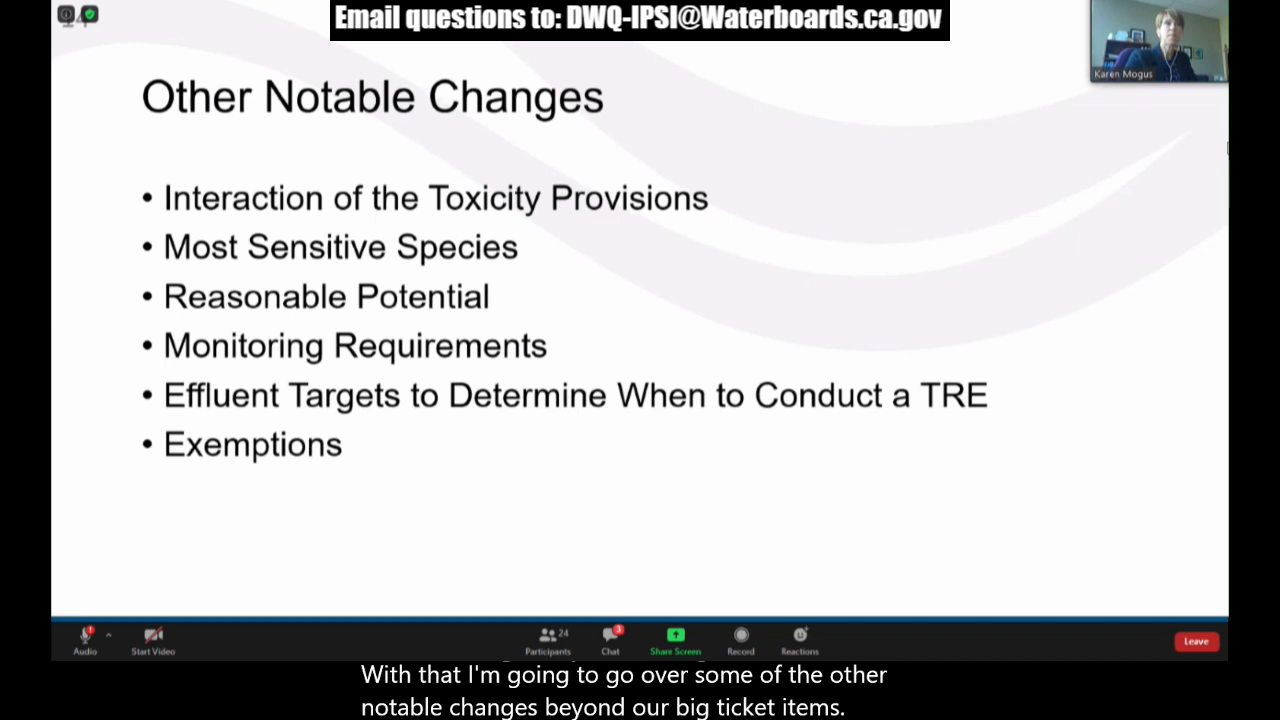 Email questions to: DWQ-IPSI@Waterboards.ca.gov
Karen Mogus
Other Notable Changes
• Interaction of the Toxicity Provisions
• Most Sensitive Species
• Reasonable Potential
• Monitoring Requirements
• Effluent Targets to Determine When to Conduct a TRE
• Exemptions
Audio
Start Video
24
Participants
3
Chat
Share Screen
Record
Reactions
Leave
With that I'm going to go over some of the other
notable changes beyond our big ticket items.